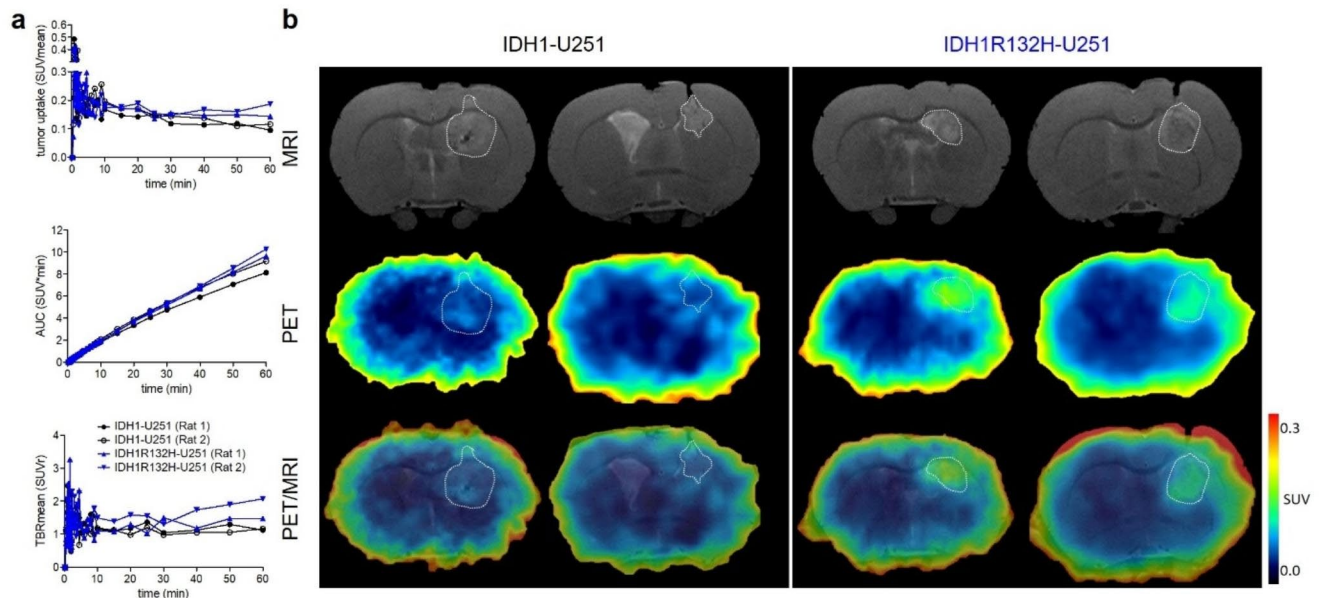 a
b
IDH1-U251
IDH1R132H-U251
tumor uptake (SUVmean)
0.6
0.5
0.4
0.3
0.2
0.1
0.0
0 10 20 30 40 50 60
time (min)
MRI
AUC (SUV*min)
12
10
8
6
4
2
0
0 10 20 30 40 50 60
time (min)
PET
TBRmean (SUVr)
4
3
2
1
0
IDH1-U251 (Rat 1)
IDH1-U251 (Rat 2)
IDH1R132H-U251 (Rat 1)
IDH1R132H-U251 (Rat 2)
0 10 20 30 40 50 60
time (min)
PET/MRI
0.3
SUV
0.0